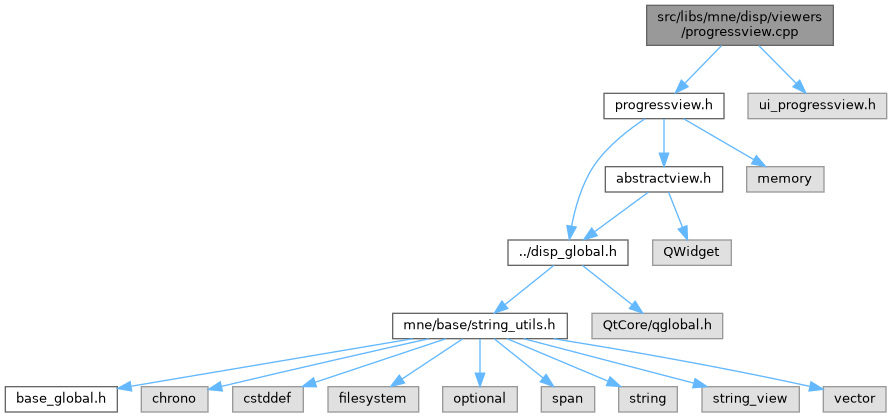 src/libs/mne/disp/viewers
/progressview.cpp
progressview.h
ui_progressview.h
abstractview.h
memory
../disp_global.h
QWidget
mne/base/string_utils.h
QtCore/qglobal.h
base_global.h
chrono
cstddef
filesystem
optional
span
string
string_view
vector